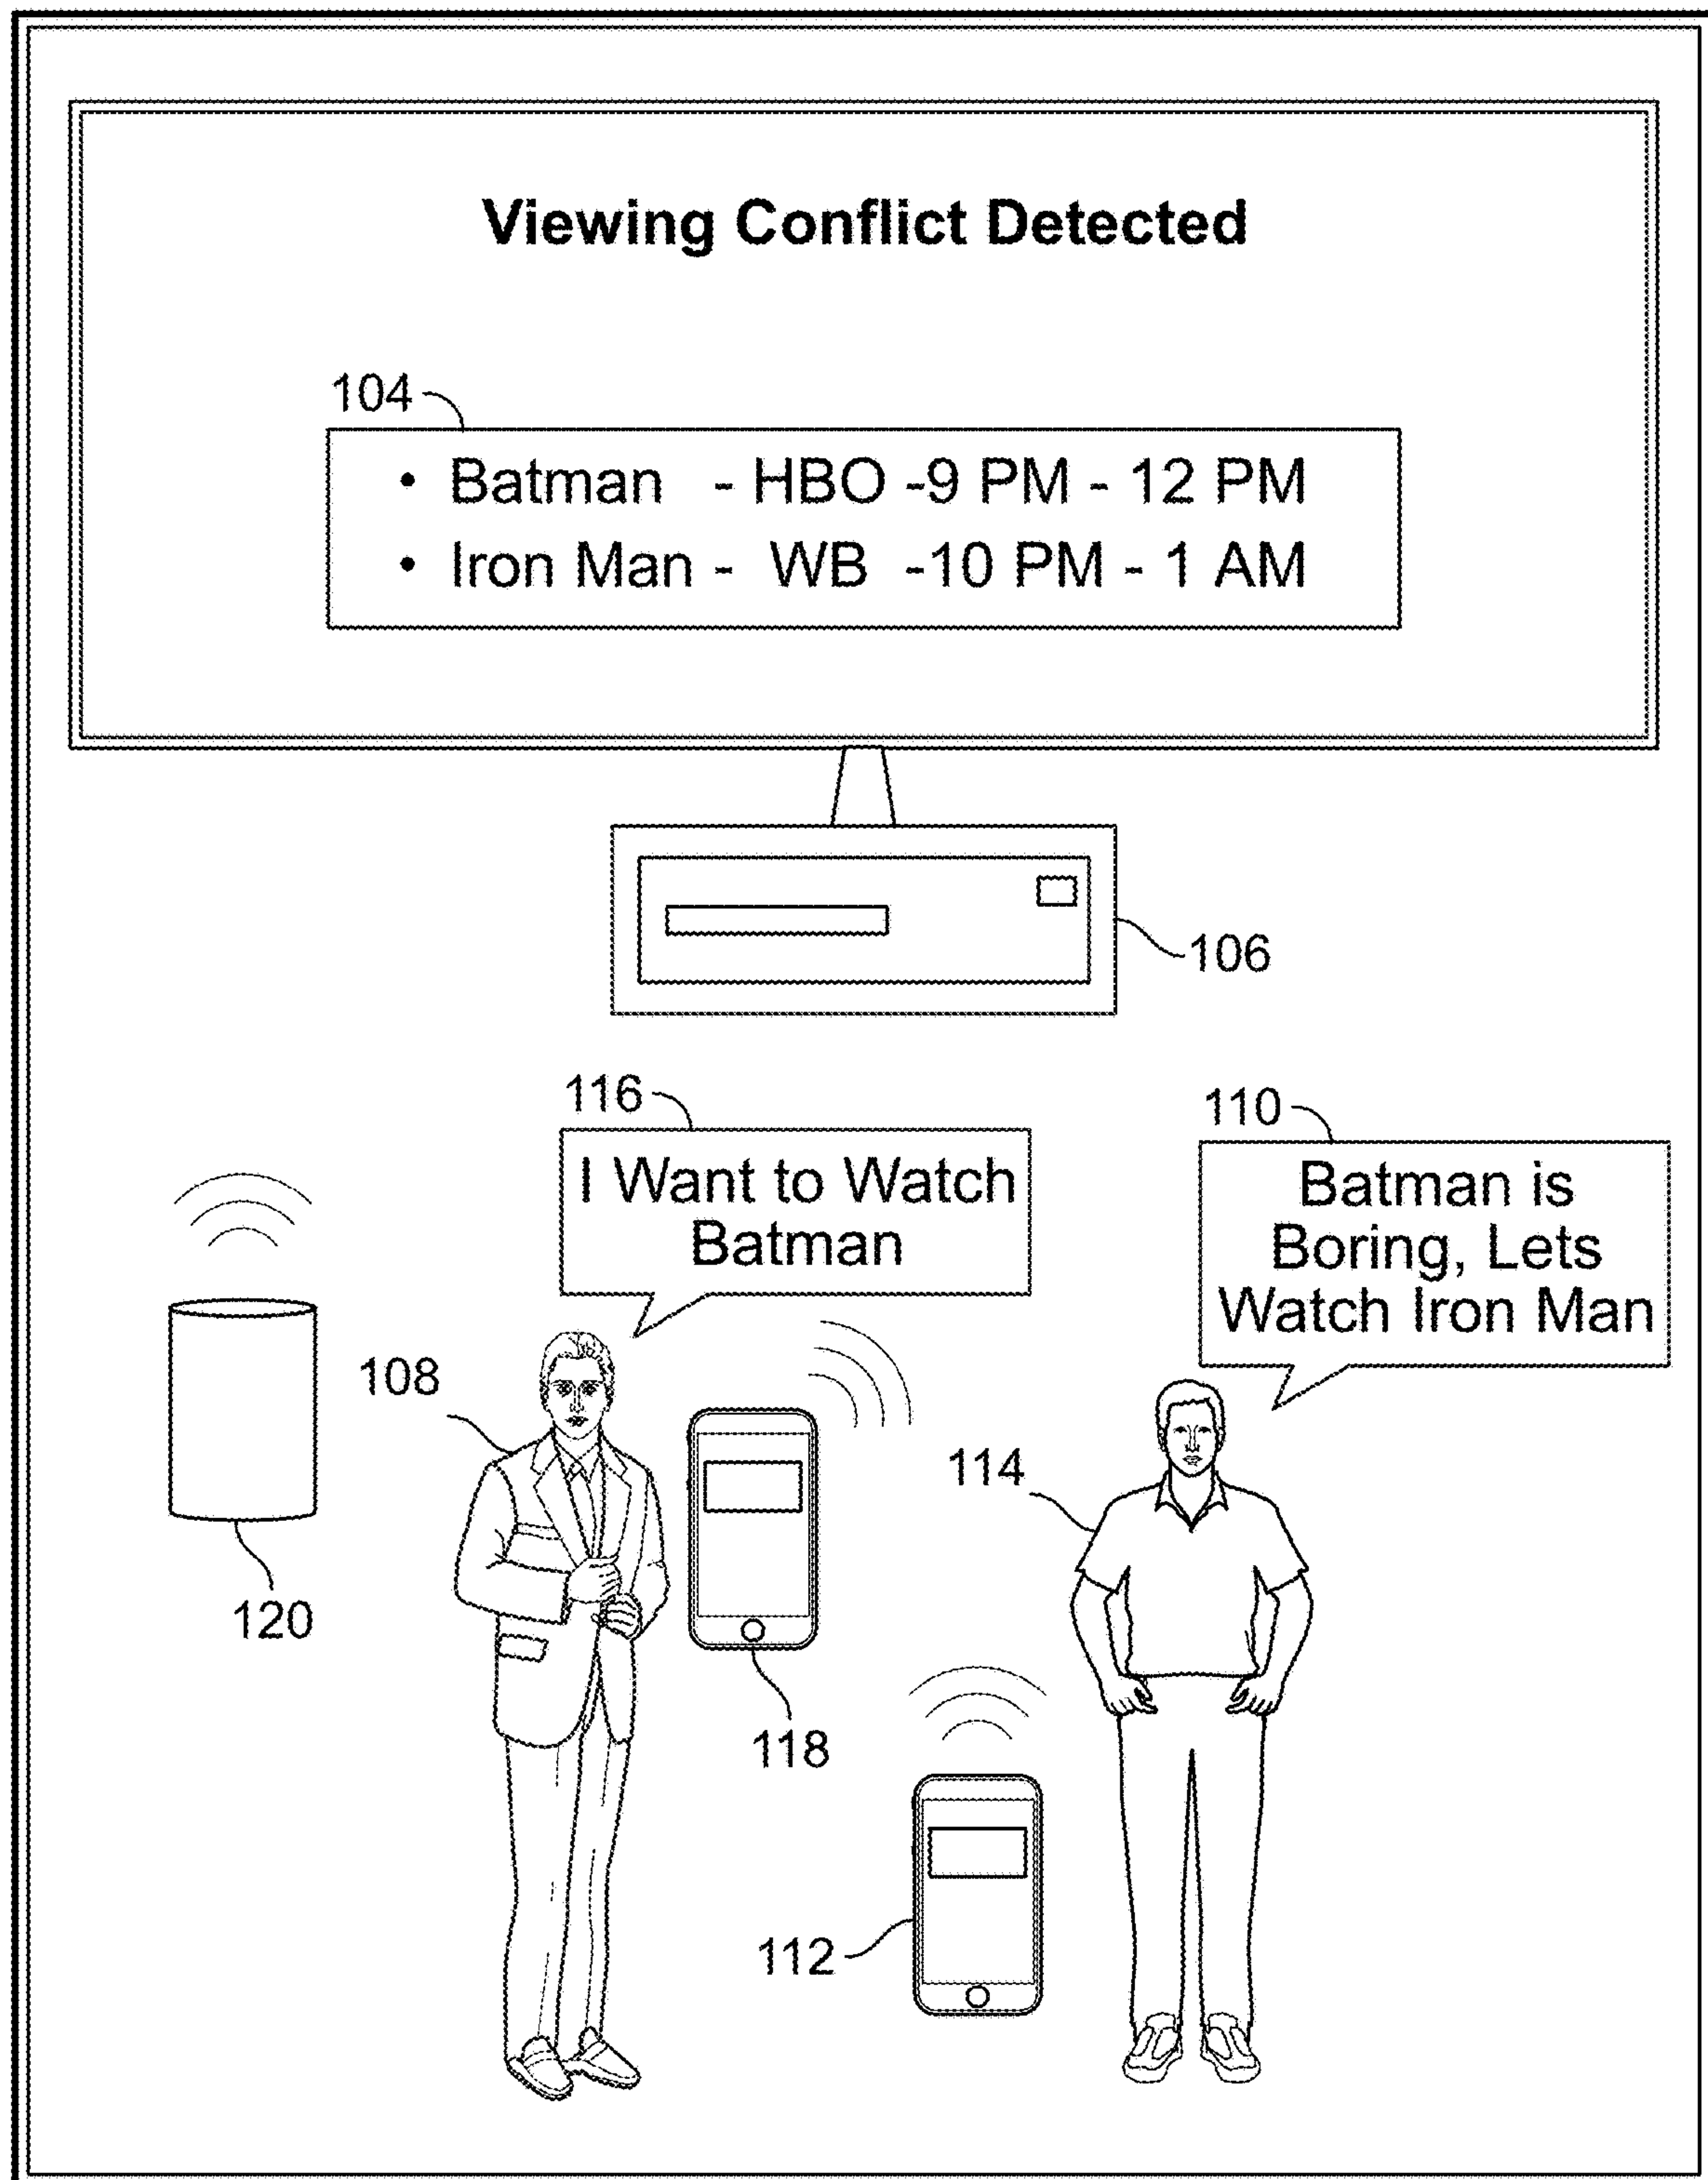 Viewing Conflict Detected
104
• Batman - HBO -9 PM - 12 PM
• Iron Man - WB -10 PM - 1 AM
106
116
I Want to Watch
Batman
110
Batman is
Boring, Lets
Watch Iron Man
108
114
120
118
112